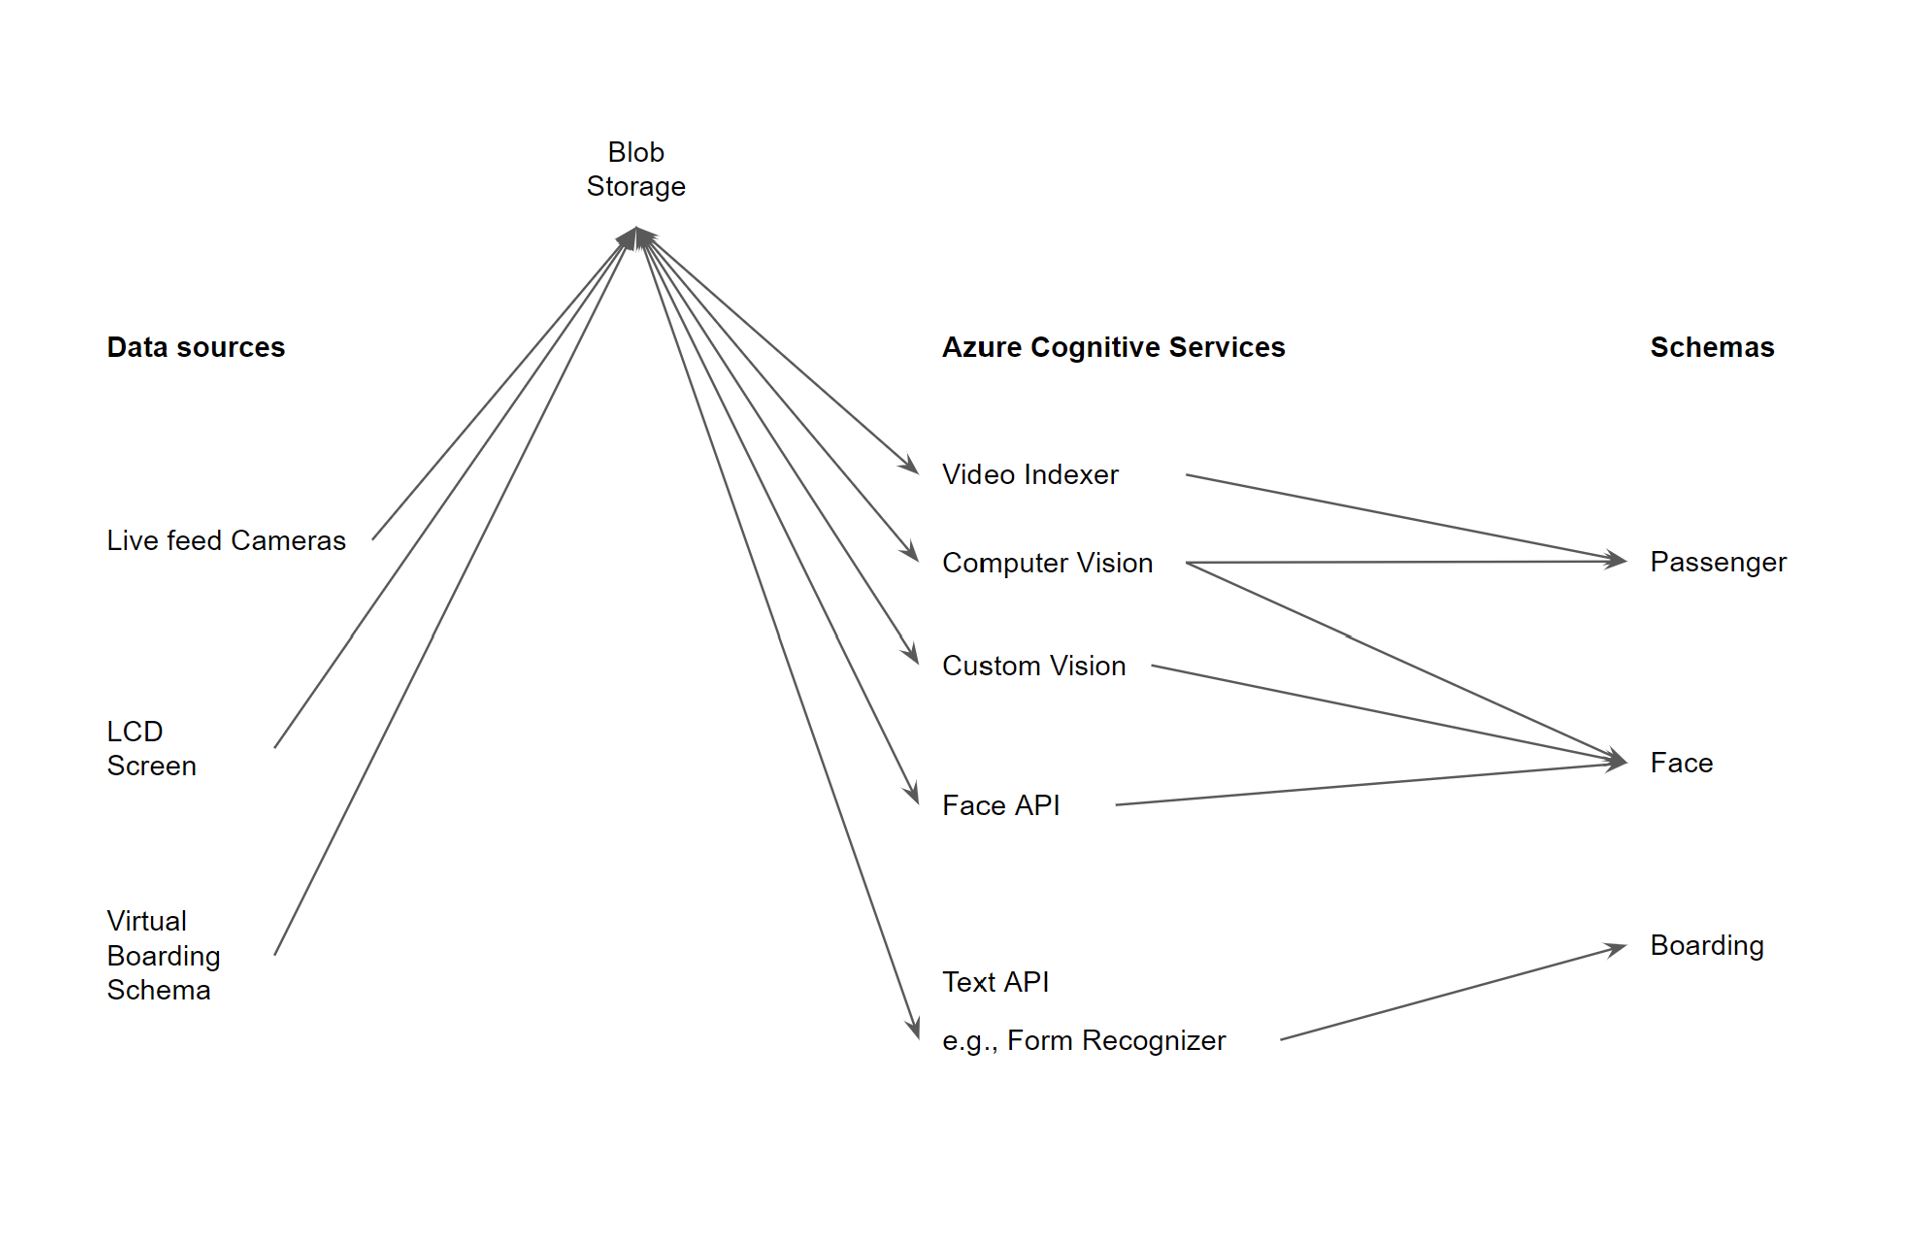 Blob
Storage
Data sources
Azure Cognitive Services
Schemas
Live feed Cameras
LCD
Screen
Virtual
Boarding
Schema
Video Indexer
Computer Vision
Custom Vision
Face API
Text API
e.g., Form Recognizer
Passenger
Face
Boarding